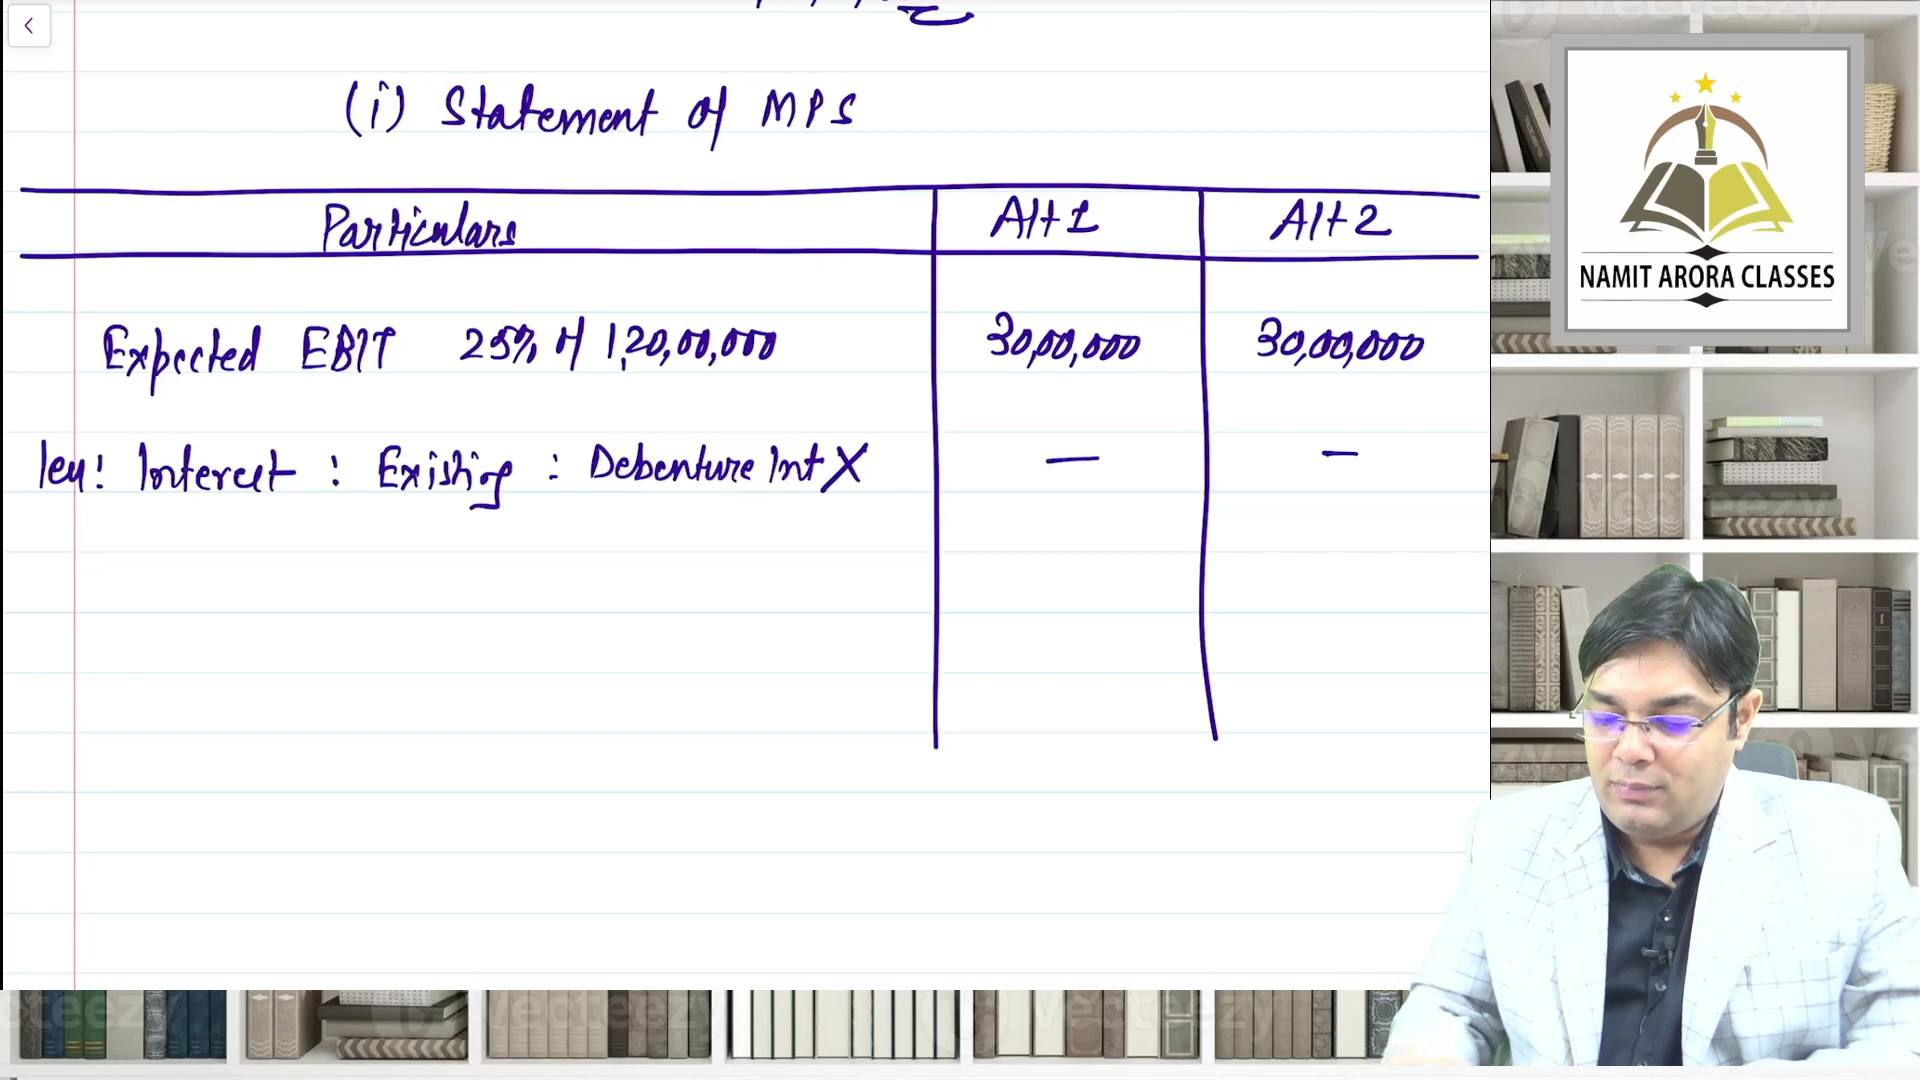 (i) Statement of MPS
Particulars Alt 1 Alt 2
Expected EBIT 25% of 1,20,00,000 30,00,000 30,00,000
Less: Interest : Existing : Debenture Int X — —
NAMIT ARORA CLASSES